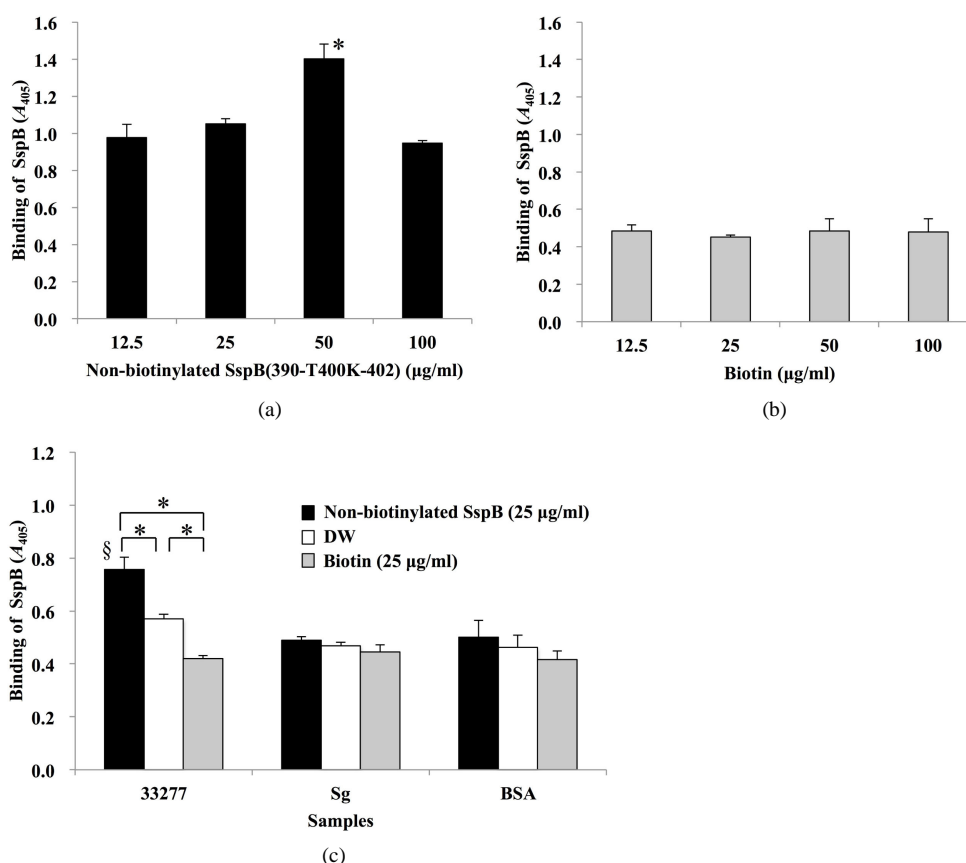 1.6
1.4
1.2
1.0
0.8
0.6
0.4
0.2
0.0
Binding of SspB (A405)
*
12.5 25 50 100
Non-biotinylated SspB(390-T400K-402) (µg/ml)
(a)
1.6
1.4
1.2
1.0
0.8
0.6
0.4
0.2
0.0
Binding of SspB (A405)
12.5 25 50 100
Biotin (µg/ml)
(b)
1.2
1.0
0.8
0.6
0.4
0.2
0.0
Binding of SspB (A405)
*
* *
§
Non-biotinylated SspB (25 µg/ml)
DW
Biotin (25 µg/ml)
33277 Sg BSA
Samples
(c)